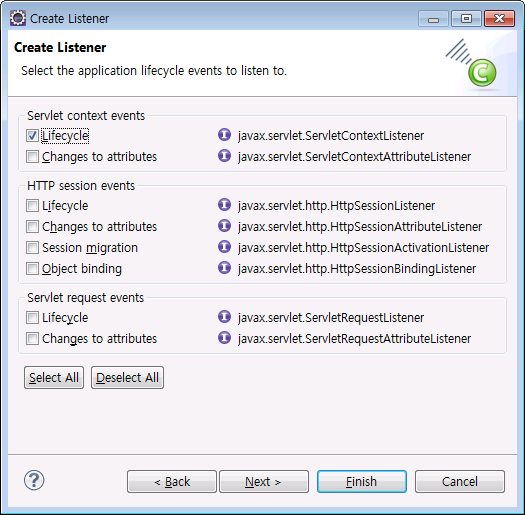 Create Listener
Create Listener
Select the application lifecycle events to listen to.
Servlet context events
Lifecycle javax.servlet.ServletContextListener
Changes to attributes javax.servlet.ServletContextAttributeListener
HTTP session events
Lifecycle javax.servlet.http.HttpSessionListener
Changes to attributes javax.servlet.http.HttpSessionAttributeListener
Session migration javax.servlet.http.HttpSessionActivationListener
Object binding javax.servlet.http.HttpSessionBindingListener
Servlet request events
Lifecycle javax.servlet.ServletRequestListener
Changes to attributes javax.servlet.ServletRequestAttributeListener
Select All Deselect All
? < Back Next > Finish Cancel